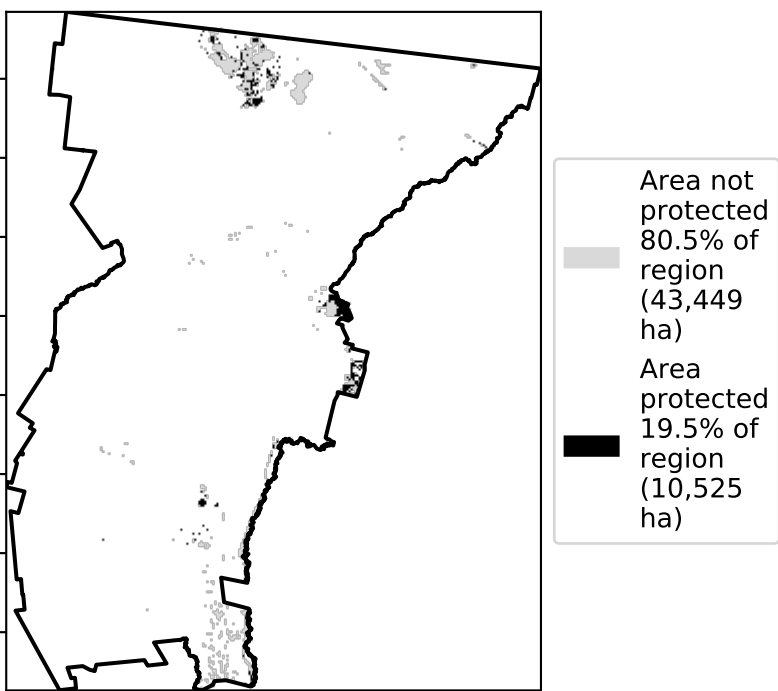 Area not
protected
80.5% of
region
(43,449
ha)
Area
protected
19.5% of
region
(10,525
ha)